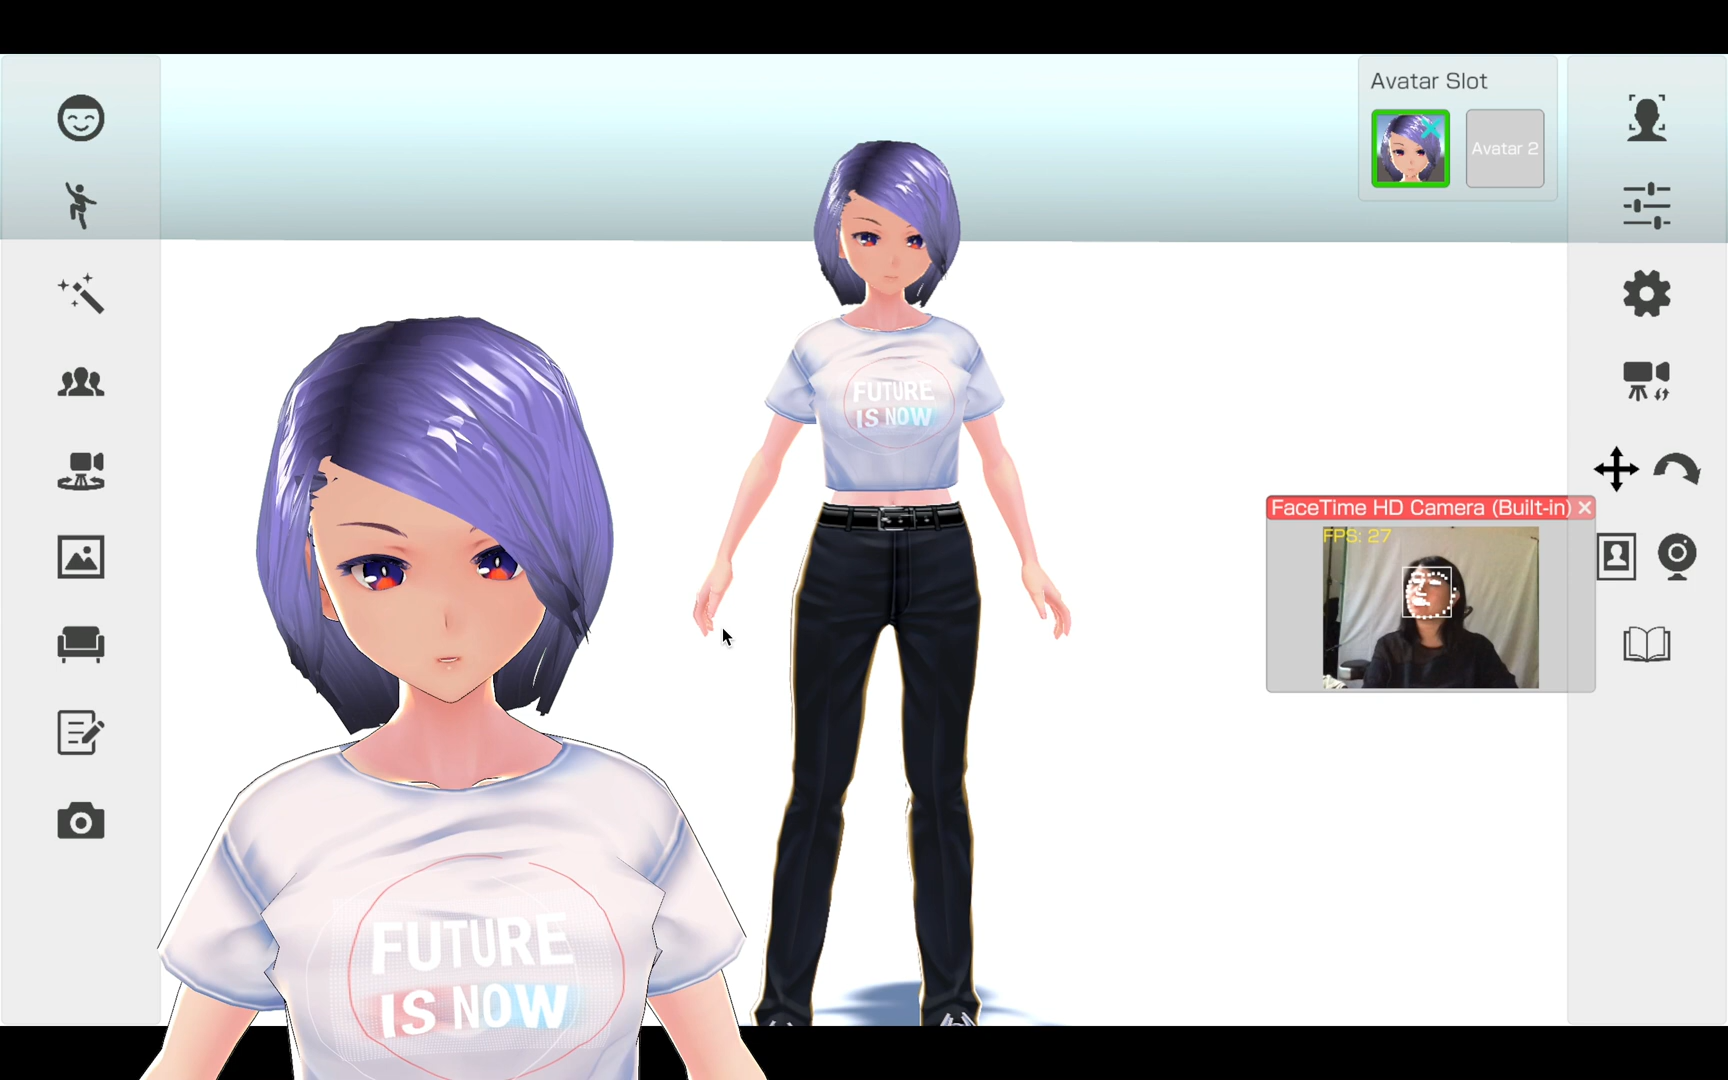 Avatar Slot
Avatar 2
FUTURE
IS NOW
FaceTime HD Camera (Built-in)
FPS: 27
FUTURE
IS NOW